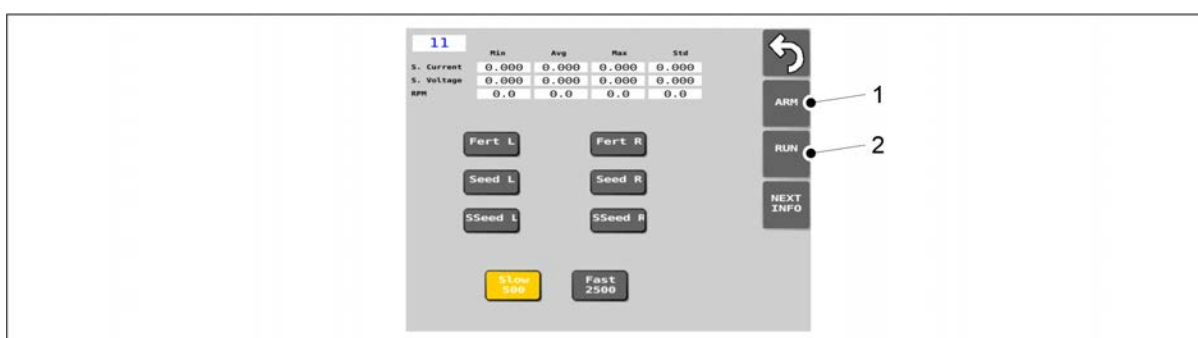 11
Min Avg Max Std
S. Current 0.000 0.000 0.000 0.000
S. Voltage 0.000 0.000 0.000 0.000
RPM 0.0 0.0 0.0 0.0
ARM 1
Fert L Fert R
RUN 2
Seed L Seed R
NEXT
INFO
SSeed L SSeed R
Slow
500
Fast
2500